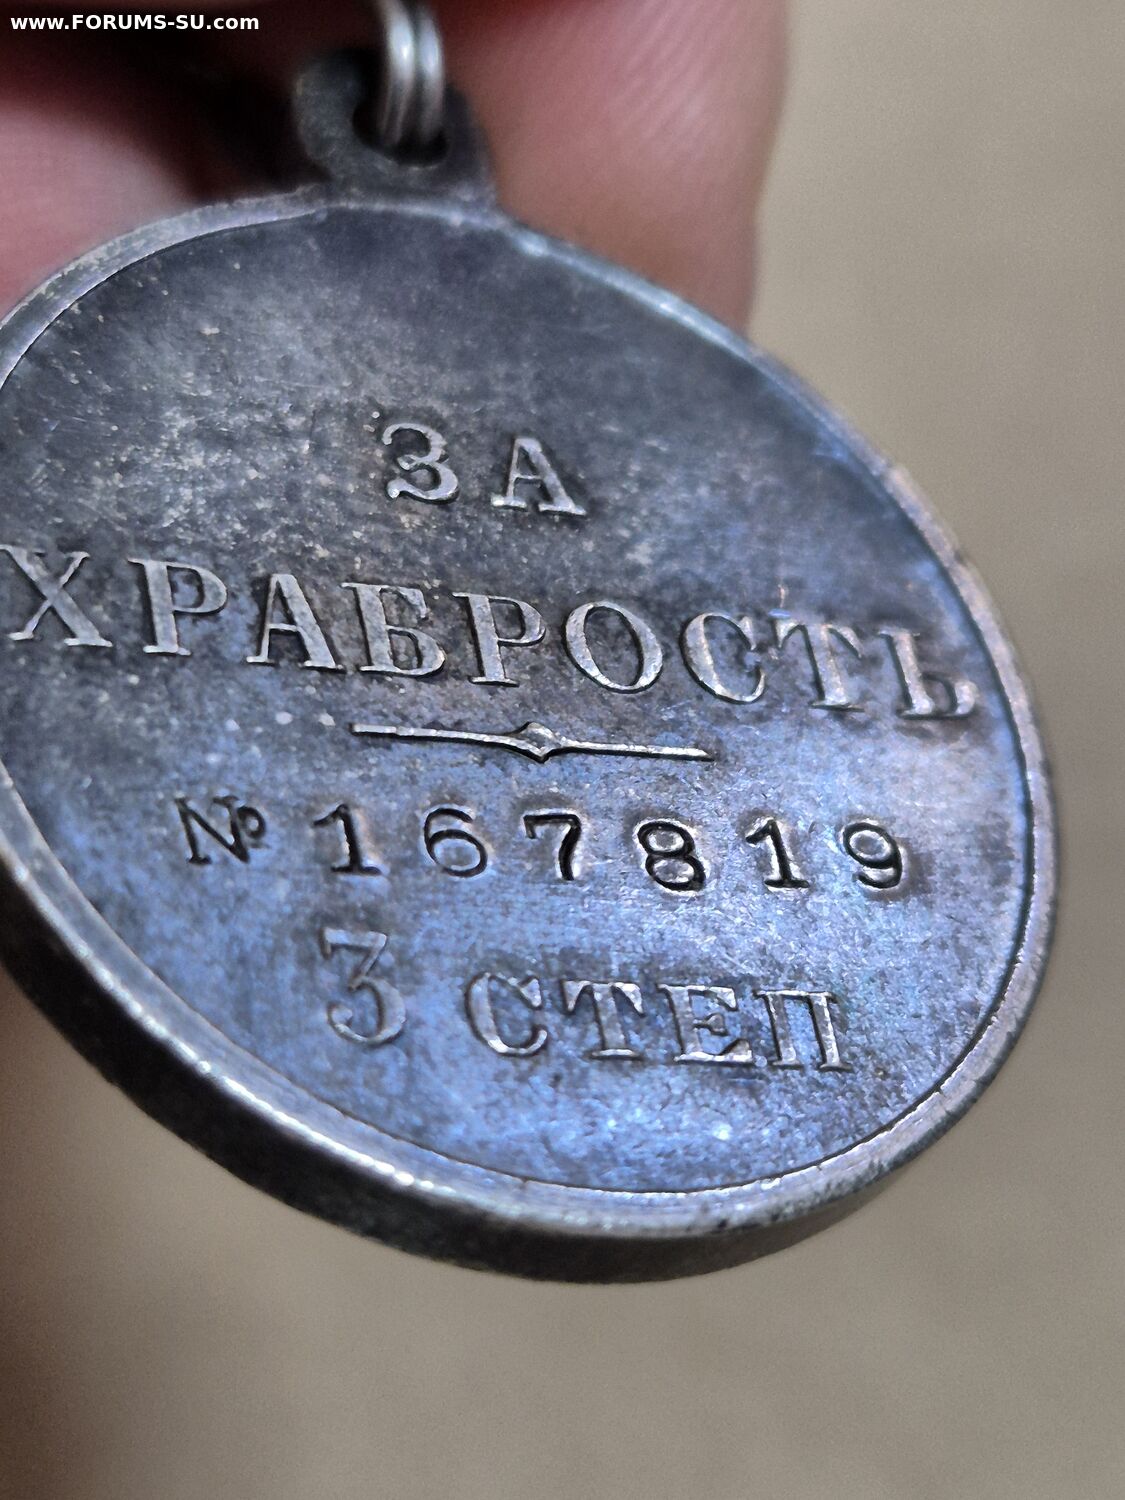 www.FORUMS-SU.com
ЗА
ХРАБРОСТЬ
№ 167819
3 СТЕП